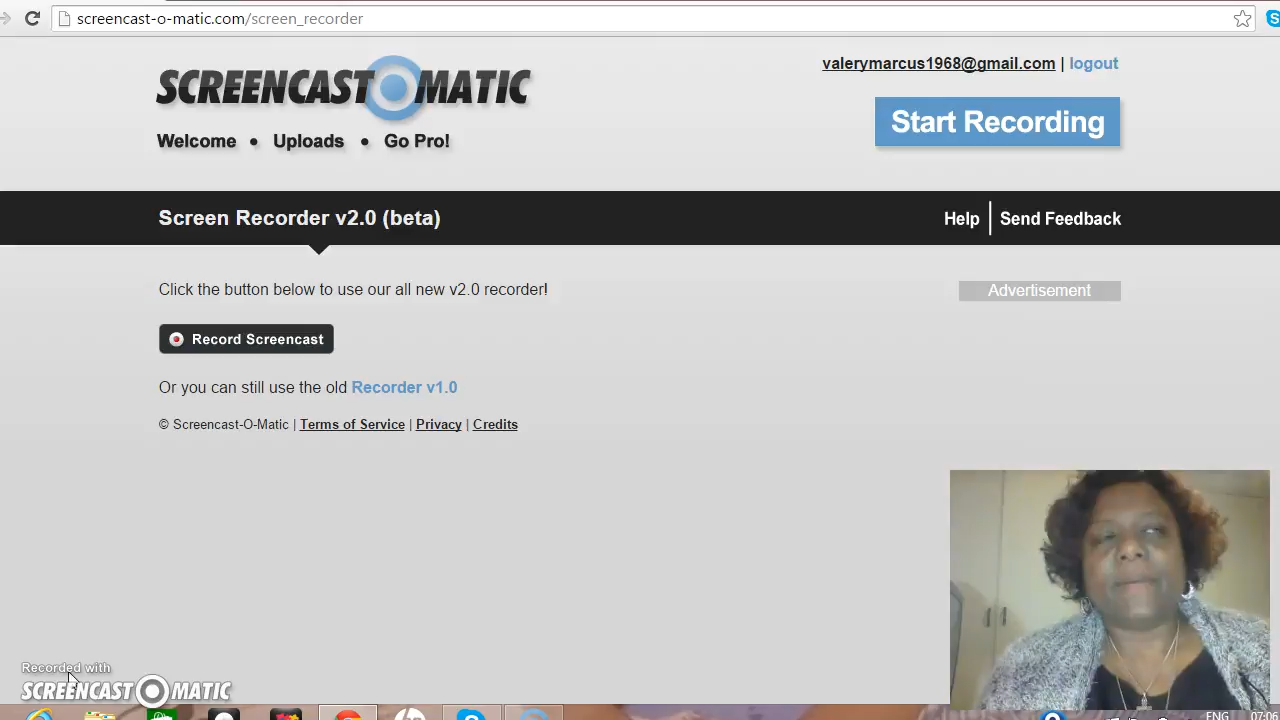 screencast-o-matic.com/screen_recorder
SCREENCAST O MATIC
valerymarcus1968@gmail.com | logout
Start Recording
Welcome • Uploads • Go Pro!
Screen Recorder v2.0 (beta)
Help | Send Feedback
Click the button below to use our all new v2.0 recorder!
Advertisement
Record Screencast
Or you can still use the old Recorder v1.0
© Screencast-O-Matic | Terms of Service | Privacy | Credits
Recorded with
SCREENCAST O MATIC
ENG 07:06